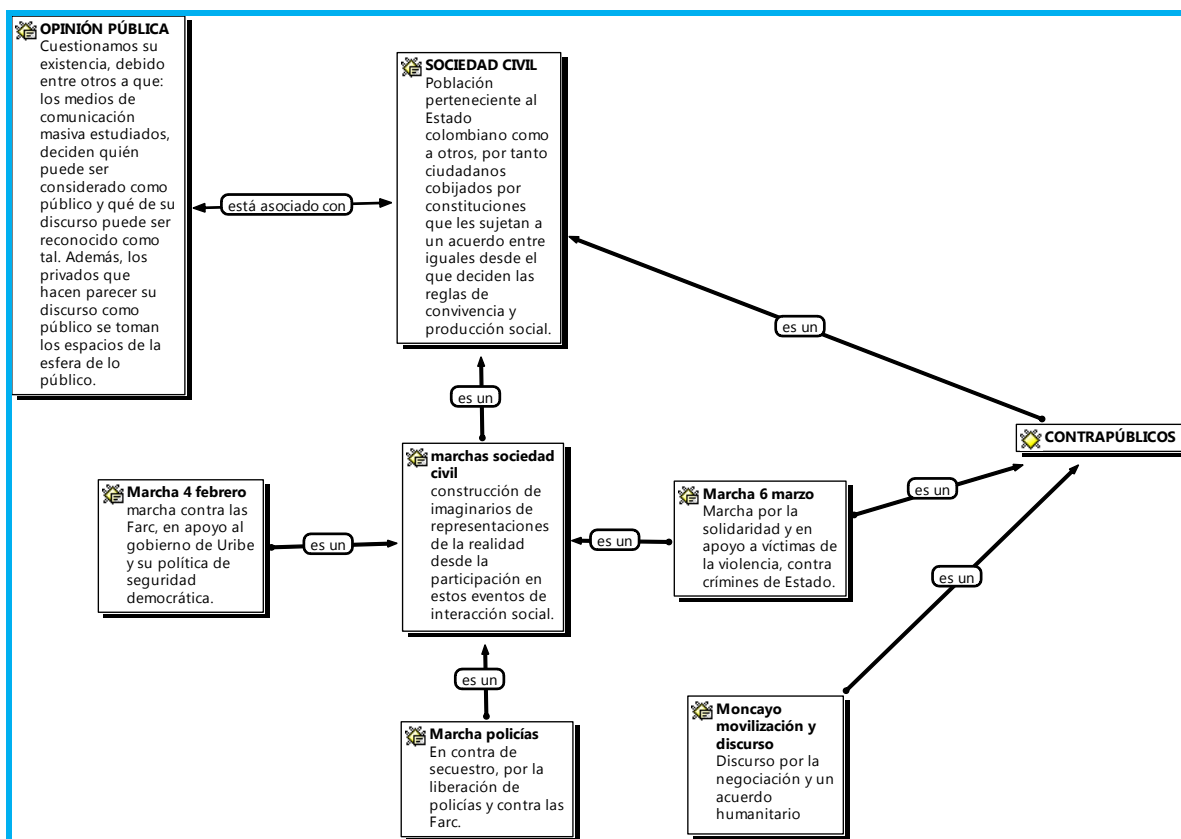 OPINIÓN PÚBLICA
Cuestionamos su
existencia, debido
entre otros a que:
los medios de
comunicación
masiva estudiados,
deciden quién
puede ser
considerado como
público y qué de su
discurso puede ser
reconocido como
tal. Además, los
privados que
hacen parecer su
discurso como
público se toman
los espacios de la
esfera de lo
público.
está asociado con
SOCIEDAD CIVIL
Población
perteneciente al
Estado
colombiano como
a otros, por tanto
ciudadanos
cobijados por
constituciones
que les sujetan a
un acuerdo entre
iguales desde el
que deciden las
reglas de
convivencia y
producción social.
es un
es un
CONTRAPÚBLICOS
Marcha 4 febrero
marcha contra las
Farc, en apoyo al
gobierno de Uribe
y su política de
seguridad
democrática.
es un
marchas sociedad
civil
construcción de
imaginarios de
representaciones
de la realidad
desde la
participación en
estos eventos de
interacción social.
es un
Marcha 6 marzo
Marcha por la
solidaridad y en
apoyo a víctimas de
la violencia, contra
crímines de Estado.
es un
es un
es un
Marcha policías
En contra de
secuestro, por la
liberación de
policías y contra las
Farc.
Moncayo
movilización y
discurso
Discurso por la
negociación y un
acuerdo
humanitario